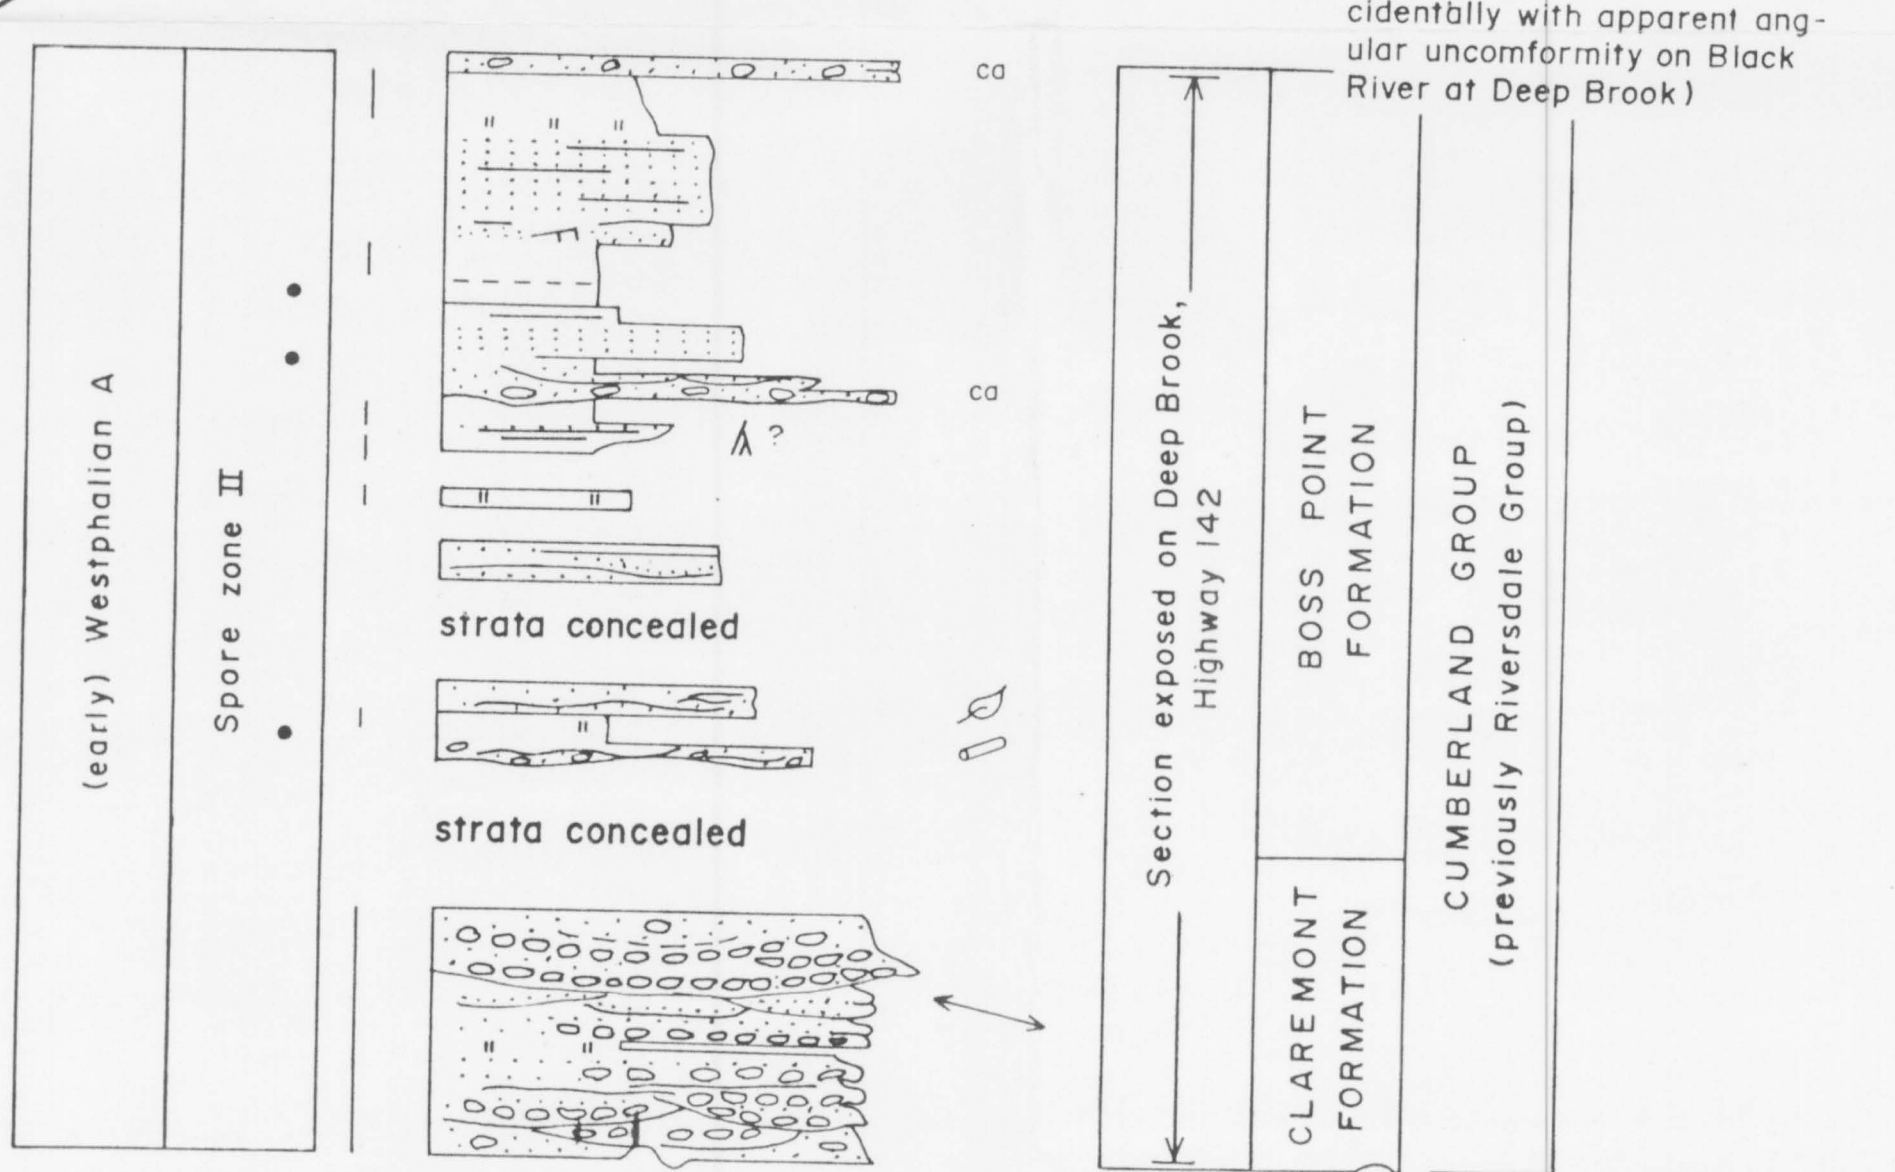 cidentally with apparent ang-
ular uncomformity on Black
River at Deep Brook)
(early) Westphalian A
Spore zone II
ca
ca
?
strata concealed
strata concealed
Section exposed on Deep Brook,
Highway 142
BOSS POINT
FORMATION
CLAREMONT
FORMATION
CUMBERLAND GROUP
(previously Riversdale Group)